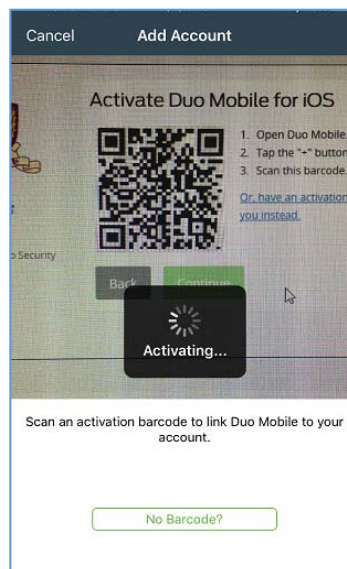 Cancel
Add Account
Activate Duo Mobile for iOS
1. Open Duo Mobile.
2. Tap the "+" button
3. Scan this barcode.
Or, have an activation
you instead.
Security
Back
Continue
Activating...
Scan an activation barcode to link Duo Mobile to your
account.
No Barcode?